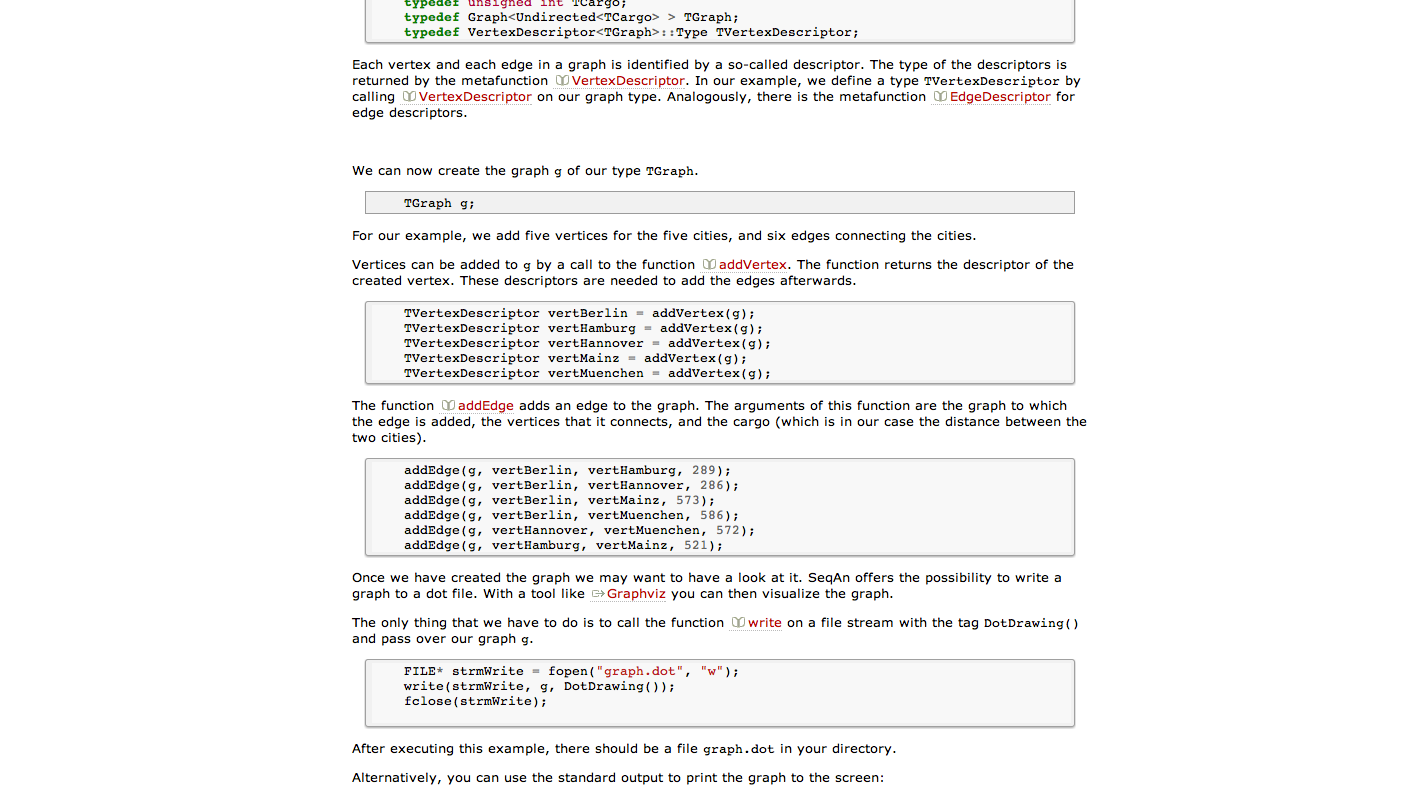 typedef unsigned int TCargo;
typedef Graph<Undirected<TCargo> > TGraph;
typedef VertexDescriptor<TGraph>::Type TVertexDescriptor;
Each vertex and each edge in a graph is identified by a so-called descriptor. The type of the descriptors is
returned by the metafunction VertexDescriptor. In our example, we define a type TVertexDescriptor by
calling VertexDescriptor on our graph type. Analogously, there is the metafunction EdgeDescriptor for
edge descriptors.
We can now create the graph g of our type TGraph.
TGraph g;
For our example, we add five vertices for the five cities, and six edges connecting the cities.
Vertices can be added to g by a call to the function addVertex. The function returns the descriptor of the
created vertex. These descriptors are needed to add the edges afterwards.
TVertexDescriptor vertBerlin = addVertex(g);
TVertexDescriptor vertHamburg = addVertex(g);
TVertexDescriptor vertHannover = addVertex(g);
TVertexDescriptor vertMainz = addVertex(g);
TVertexDescriptor vertMuenchen = addVertex(g);
The function addEdge adds an edge to the graph. The arguments of this function are the graph to which
the edge is added, the vertices that it connects, and the cargo (which is in our case the distance between the
two cities).
addEdge(g, vertBerlin, vertHamburg, 289);
addEdge(g, vertBerlin, vertHannover, 286);
addEdge(g, vertBerlin, vertMainz, 573);
addEdge(g, vertBerlin, vertMuenchen, 586);
addEdge(g, vertHannover, vertMuenchen, 572);
addEdge(g, vertHamburg, vertMainz, 521);
Once we have created the graph we may want to have a look at it. SeqAn offers the possibility to write a
graph to a dot file. With a tool like Graphviz you can then visualize the graph.
The only thing that we have to do is to call the function write on a file stream with the tag DotDrawing()
and pass over our graph g.
FILE* strmWrite = fopen("graph.dot", "w");
write(strmWrite, g, DotDrawing());
fclose(strmWrite);
After executing this example, there should be a file graph.dot in your directory.
Alternatively, you can use the standard output to print the graph to the screen: